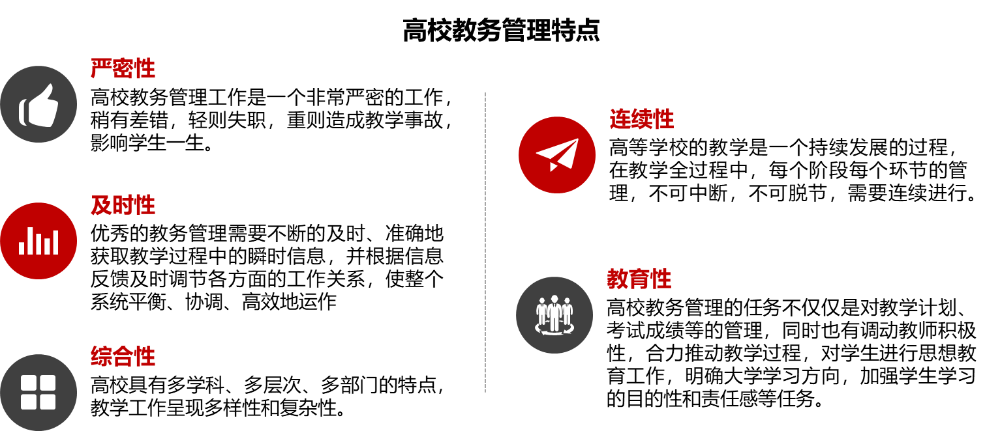 高校教务管理特点
严密性
高校教务管理工作是一个非常严密的工作，
稍有差错，轻则失职，重则造成教学事故，
影响学生一生。
及时性
优秀的教务管理需要不断的及时、准确地
获取教学过程中的瞬时信息，并根据信息
反馈及时调节各方面的工作关系，使整个
系统平衡、协调、高效地运作
综合性
高校具有多学科、多层次、多部门的特点，
教学工作呈现多样性和复杂性。
连续性
高等学校的教学是一个持续发展的过程，
在教学全过程中，每个阶段每个环节的管
理，不可中断，不可脱节，需要连续进行。
教育性
高校教务管理的任务不仅仅是对教学计划、
考试成绩等的管理，同时也有调动教师积极
性，合力推动教学过程，对学生进行思想教
育工作，明确大学学习方向，加强学生学习
的目的性和责任感等任务。